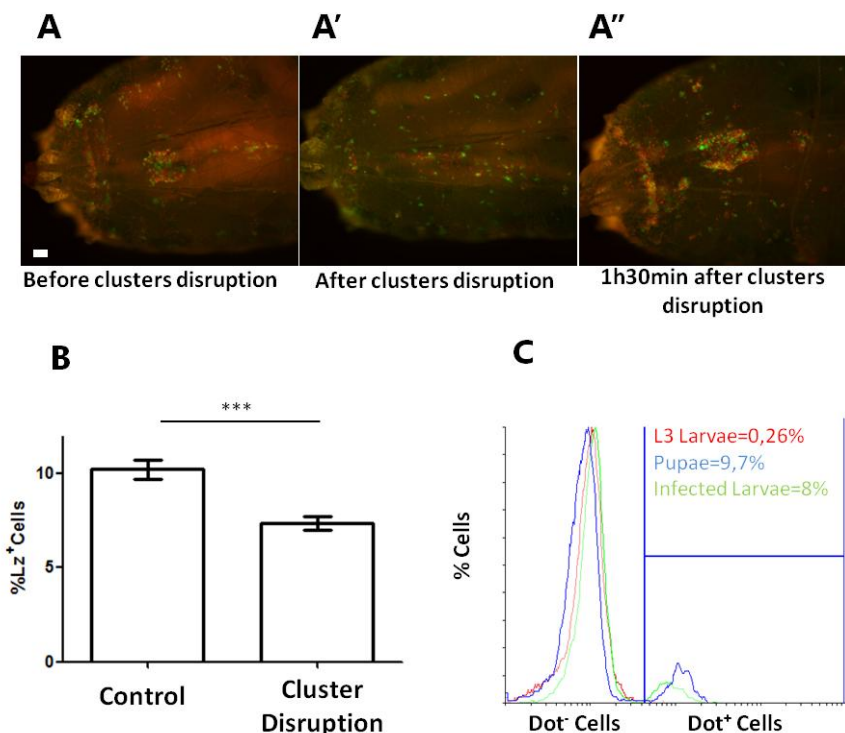 A
A'
A"
Before clusters disruption
After clusters disruption
1h30min after clusters
disruption
B
***
%Lz+Cells
10
5
0
Control
Cluster
Disruption
C
L3 Larvae=0,26%
Pupae=9,7%
Infected Larvae=8%
% Cells
Dot- Cells
Dot+ Cells